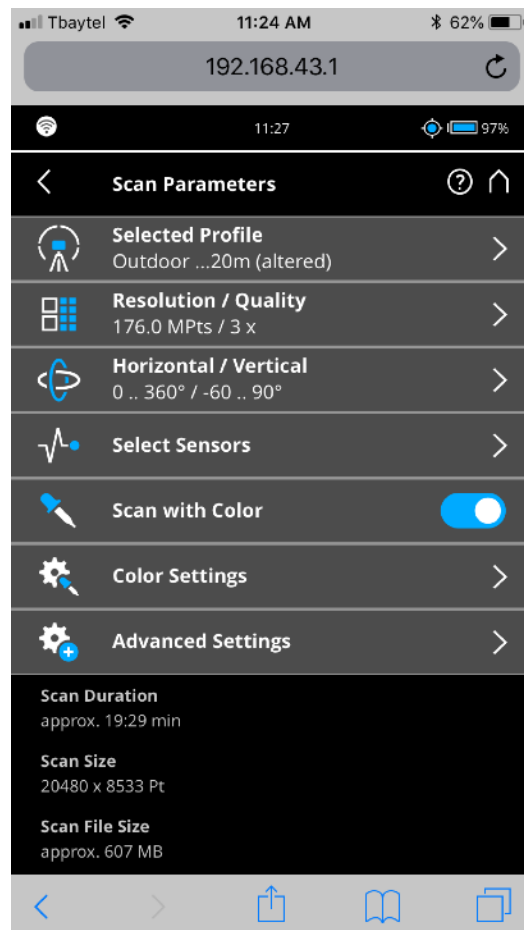 Tbaytel 11:24 AM 62%
192.168.43.1
11:27 97%
Scan Parameters
Selected Profile
Outdoor ...20m (altered)
Resolution / Quality
176.0 MPts / 3 x
Horizontal / Vertical
0 .. 360° / -60 .. 90°
Select Sensors
Scan with Color
Color Settings
Advanced Settings
Scan Duration
approx. 19:29 min
Scan Size
20480 x 8533 Pt
Scan File Size
approx. 607 MB